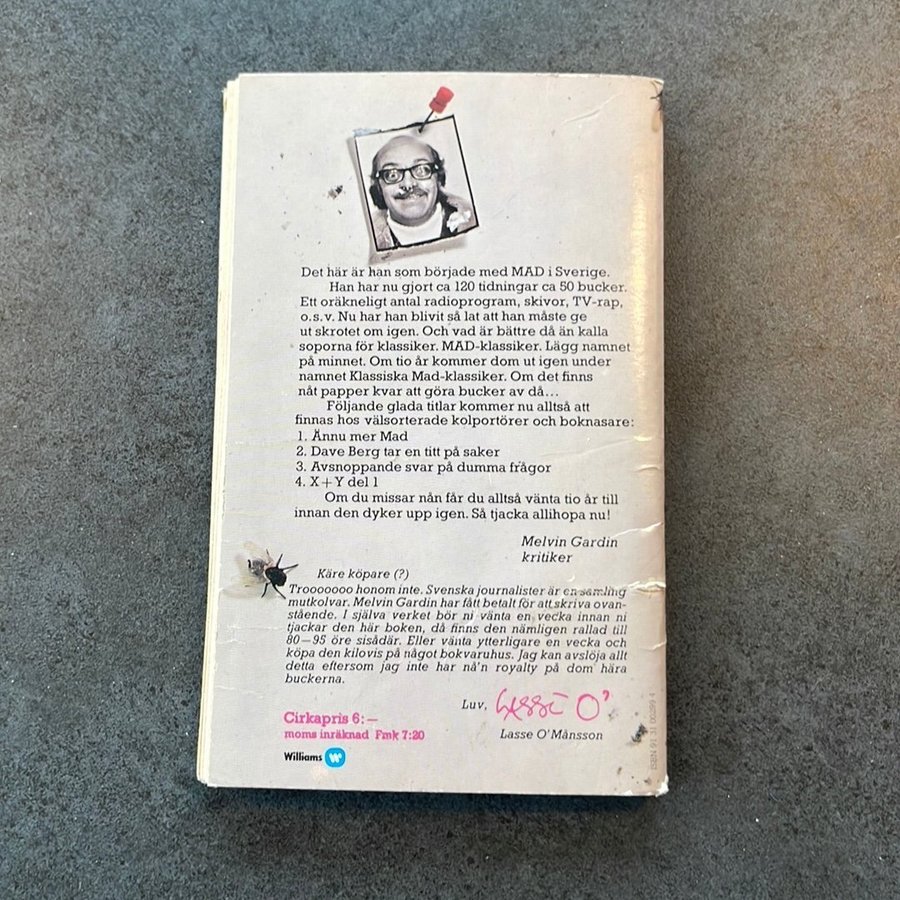 Det här är han som började med MAD i Sverige.
Han har nu gjort ca 120 tidningar ca 50 bucker.
Ett oräkneligt antal radioprogram, skivor, TV-rap,
o.s.v. Nu har han blivit så lat att han måste ge
ut skrotet om igen. Och vad är bättre då än kalla
soporna för klassiker. MAD-klassiker. Lägg namnet
på minnet. Om tio år kommer dom ut igen under
namnet Klassiska Mad-klassiker. Om det finns
nåt papper kvar att göra bucker av då...
Följande glada titlar kommer nu alltså att
finnas hos välsorterade kolportörer och boknasare:
1. Ännu mer Mad
2. Dave Berg tar en titt på saker
3. Avsnoppande svar på dumma frågor
4. X+Y del 1
Om du missar nån får du alltså vänta tio år till
innan den dyker upp igen. Så tjacka allihopa nu!
Melvin Gardin
kritiker
Käre köpare (?)
Trooooooo honom inte. Svenska journalister är en samling
mutkolvar. Melvin Gardin har fått betalt för att skriva ovan-
stående. I själva verket bör ni vänta en vecka innan ni
tjackar den här boken, då finns den nämligen rallad till
80–95 öre sisådär. Eller vänta ytterligare en vecka och
köpa den kilovis på något bokvaruhus. Jag kan avslöja allt
detta eftersom jag inte har nå'n royalty på dom hära
buckerna.
Luv, Lasse O'
Lasse O'Månsson
Cirkapris 6:—
moms inräknad Fmk 7:20
Williams W
ISBN 91 31 00299 4